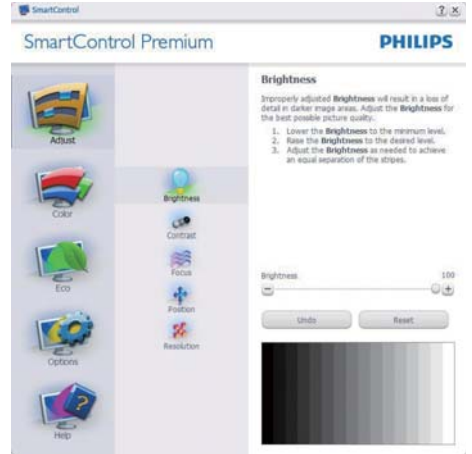 SmartControl
? x
SmartControl Premium
PHILIPS
Adjust
Color
Eco
Options
Help
Brightness
Contrast
Focus
Position
Resolution
Brightness
Improperly adjusted Brightness will result in a loss of
detail in darker image areas. Adjust the Brightness for
the best possible picture quality.
1. Lower the Brightness to the minimum level.
2. Raise the Brightness to the desired level.
3. Adjust the Brightness as needed to achieve
an equal separation of the stripes.
Brightness 100
Undo Reset